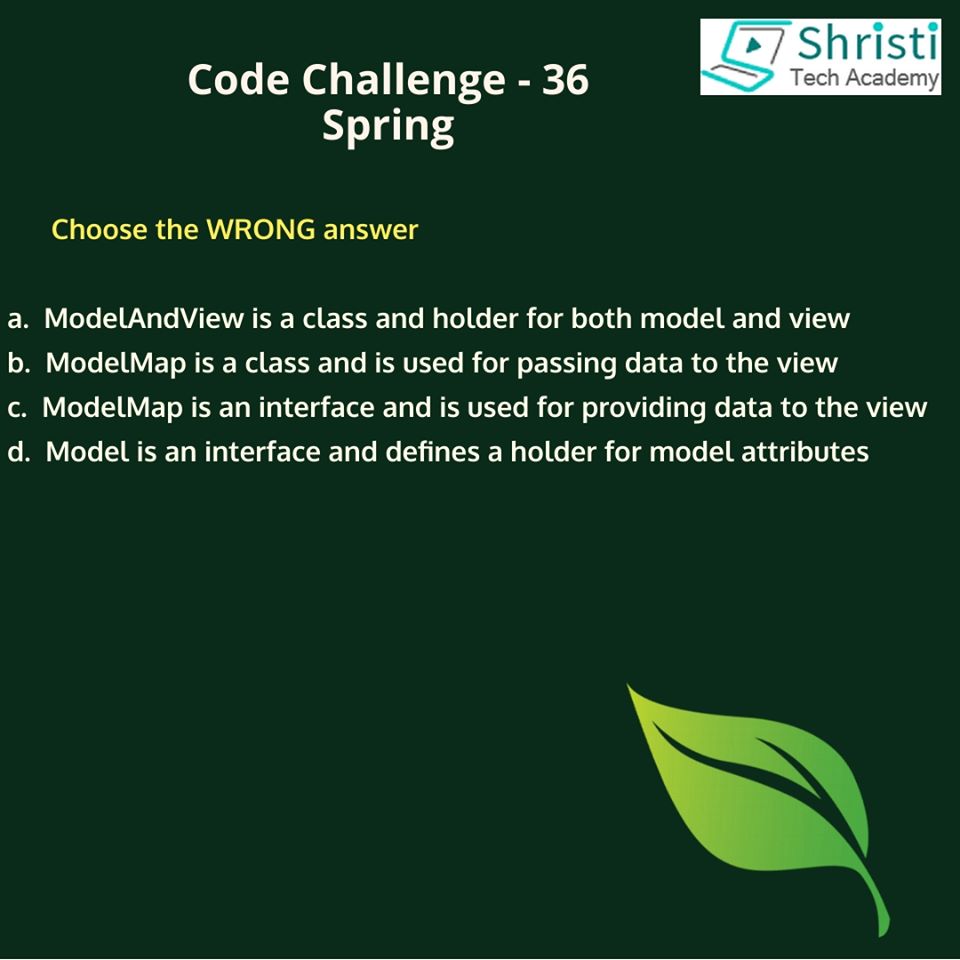 Shristi
Tech Academy
Code Challenge - 36
Spring
Choose the WRONG answer
a. ModelAndView is a class and holder for both model and view
b. ModelMap is a class and is used for passing data to the view
c. ModelMap is an interface and is used for providing data to the view
d. Model is an interface and defines a holder for model attributes